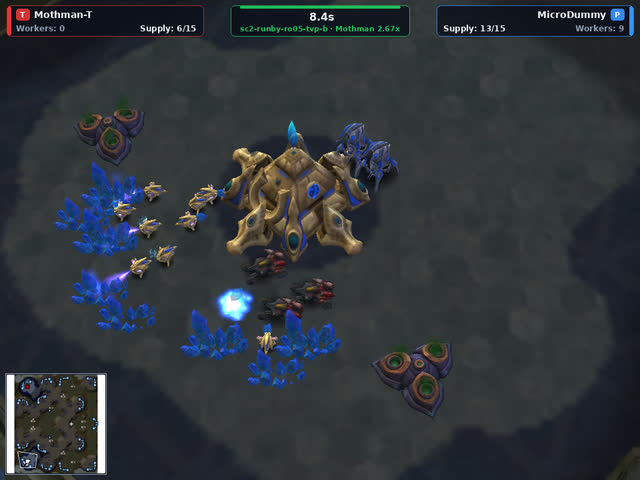 T Mothman-T
Workers: 0 Supply: 6/15
8.4s
sc2-runby-ro05-tvp-b · Mothman 2.67x
MicroDummy P
Supply: 13/15 Workers: 9